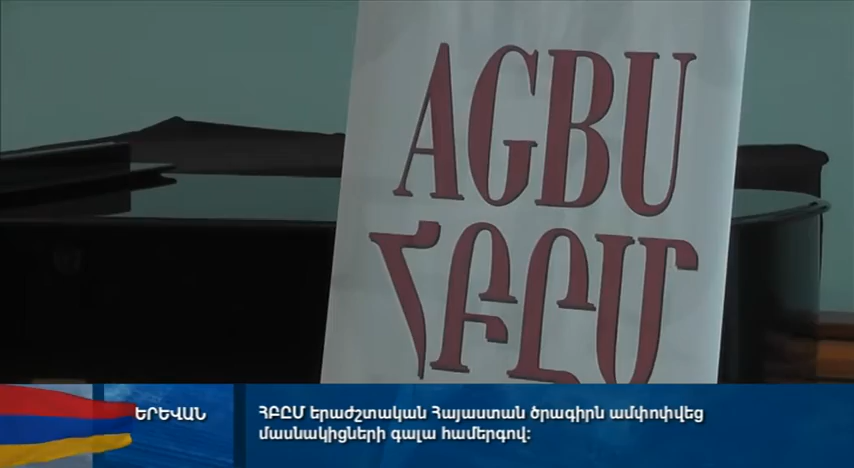 AGBU
ՀԲԸՄ
ԵՐԵՎԱՆ
ՀԲԸՄ երաժշտական Հայաստան ծրագիրն ամփոփվեց
մասնակիցների գալա համերգով: